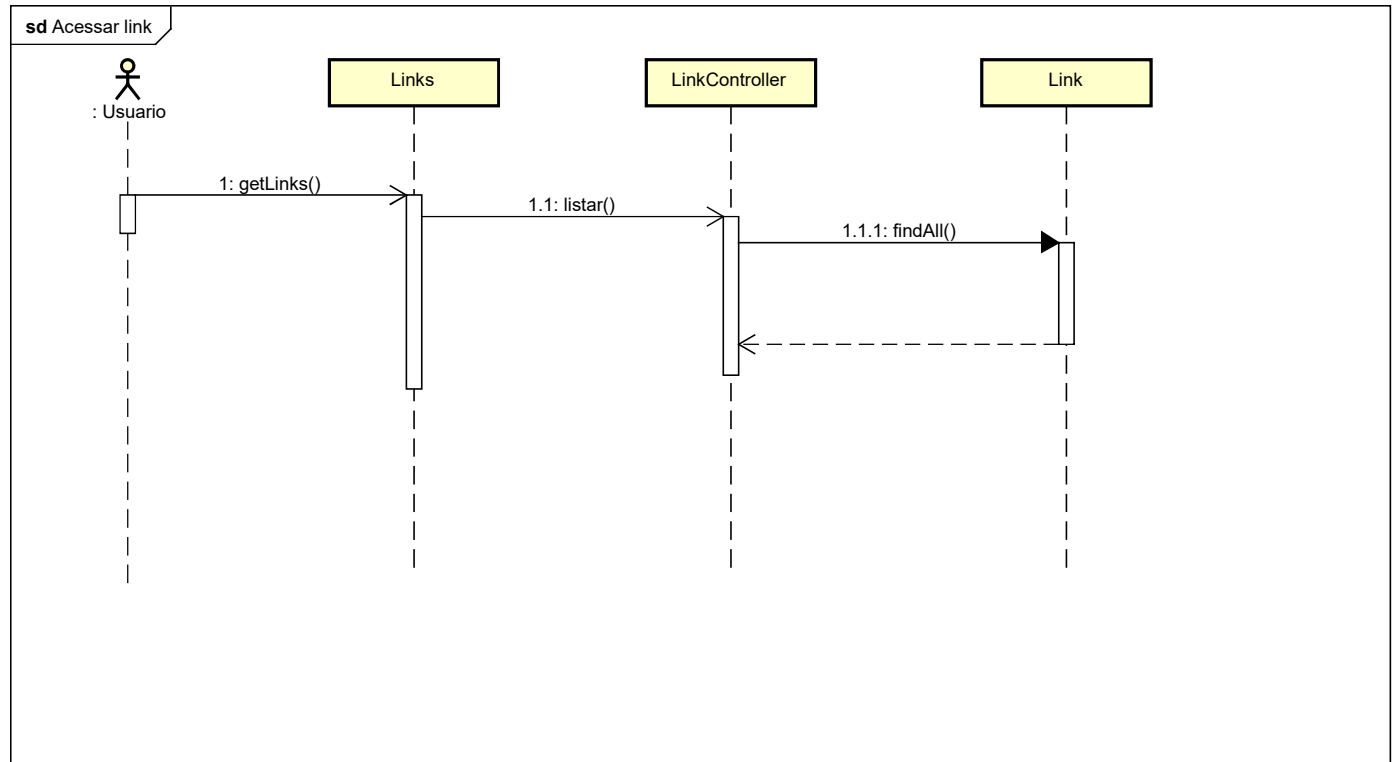 sd Acessar link
: Usuario
Links
LinkController
Link
1: getLinks()
1.1: listar()
1.1.1: findAll()